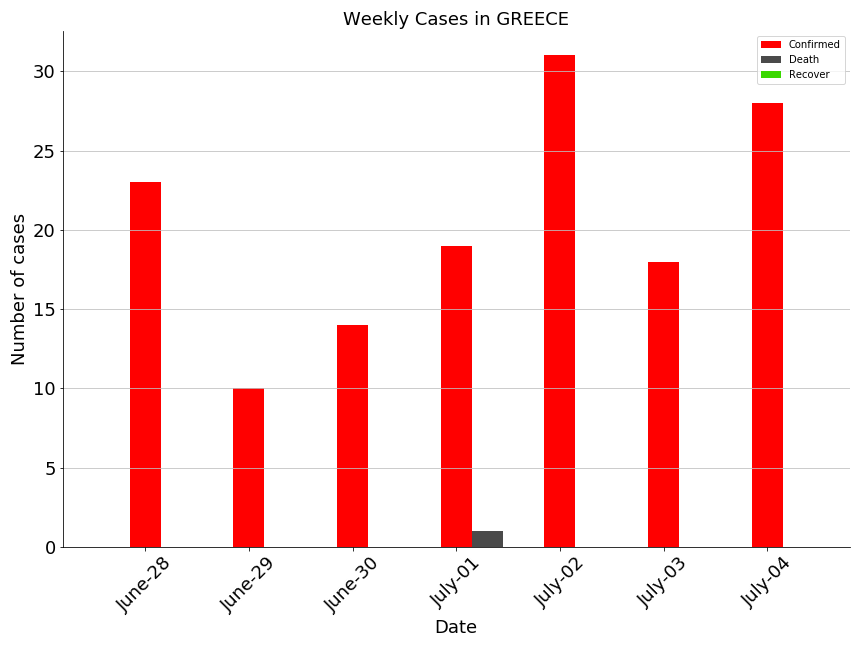 Weekly Cases in GREECE
Confirmed
Death
Recover
Number of cases
30
25
20
15
10
5
0
June-28
June-29
June-30
July-01
July-02
July-03
July-04
Date